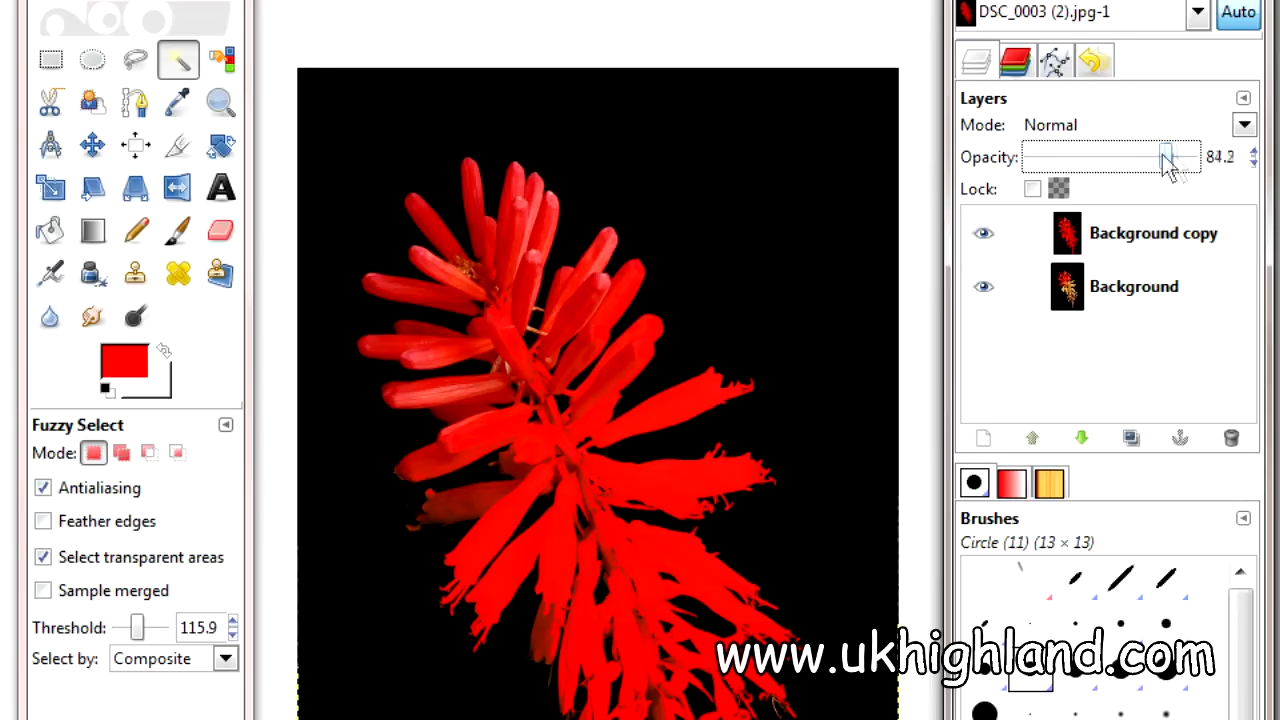 DSC_0003 (2).jpg-1
Auto
Layers
Mode: Normal
Opacity: 84.2
Lock:
Background copy
Background
Fuzzy Select
Mode:
Antialiasing
Feather edges
Select transparent areas
Sample merged
Threshold: 115.9
Select by: Composite
Brushes
Circle (11) (13 × 13)
www.ukhighland.com